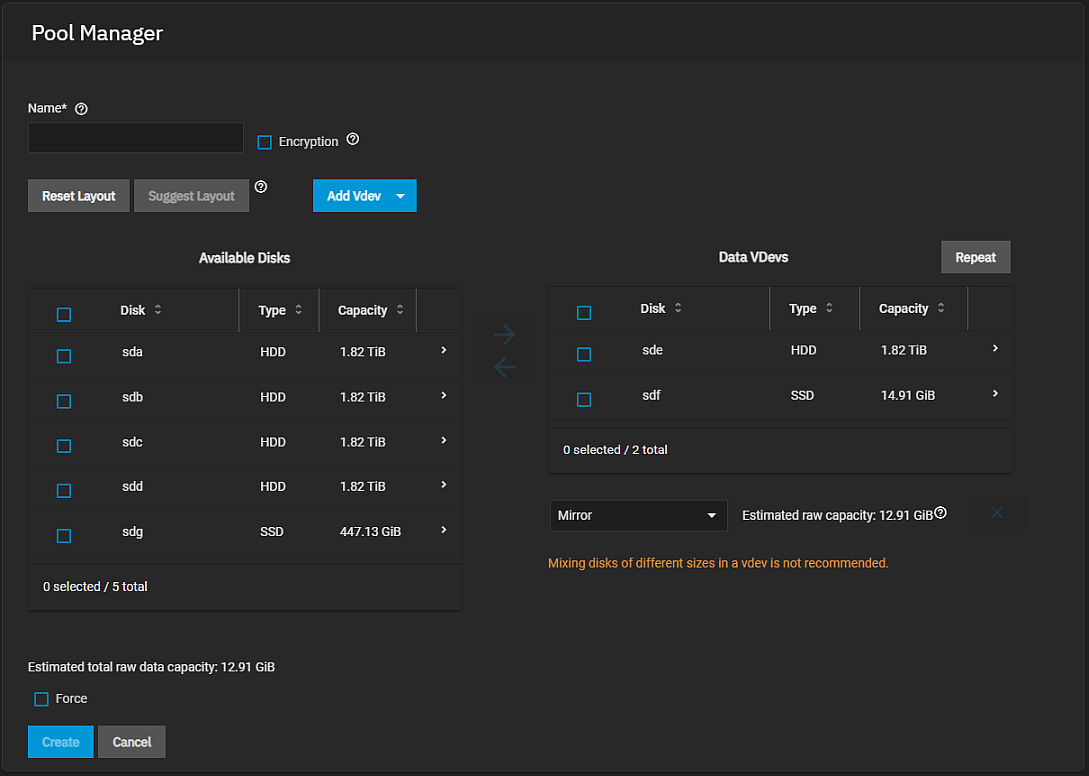 Pool Manager
Name*
Encryption
Reset Layout Suggest Layout Add Vdev
Available Disks
Disk Type Capacity
sda HDD 1.82 TiB
sdb HDD 1.82 TiB
sdc HDD 1.82 TiB
sdd HDD 1.82 TiB
sdg SSD 447.13 GiB
0 selected / 5 total
Data VDevs Repeat
Disk Type Capacity
sde HDD 1.82 TiB
sdf SSD 14.91 GiB
0 selected / 2 total
Mirror Estimated raw capacity: 12.91 GiB
Mixing disks of different sizes in a vdev is not recommended.
Estimated total raw data capacity: 12.91 GiB
Force
Create Cancel